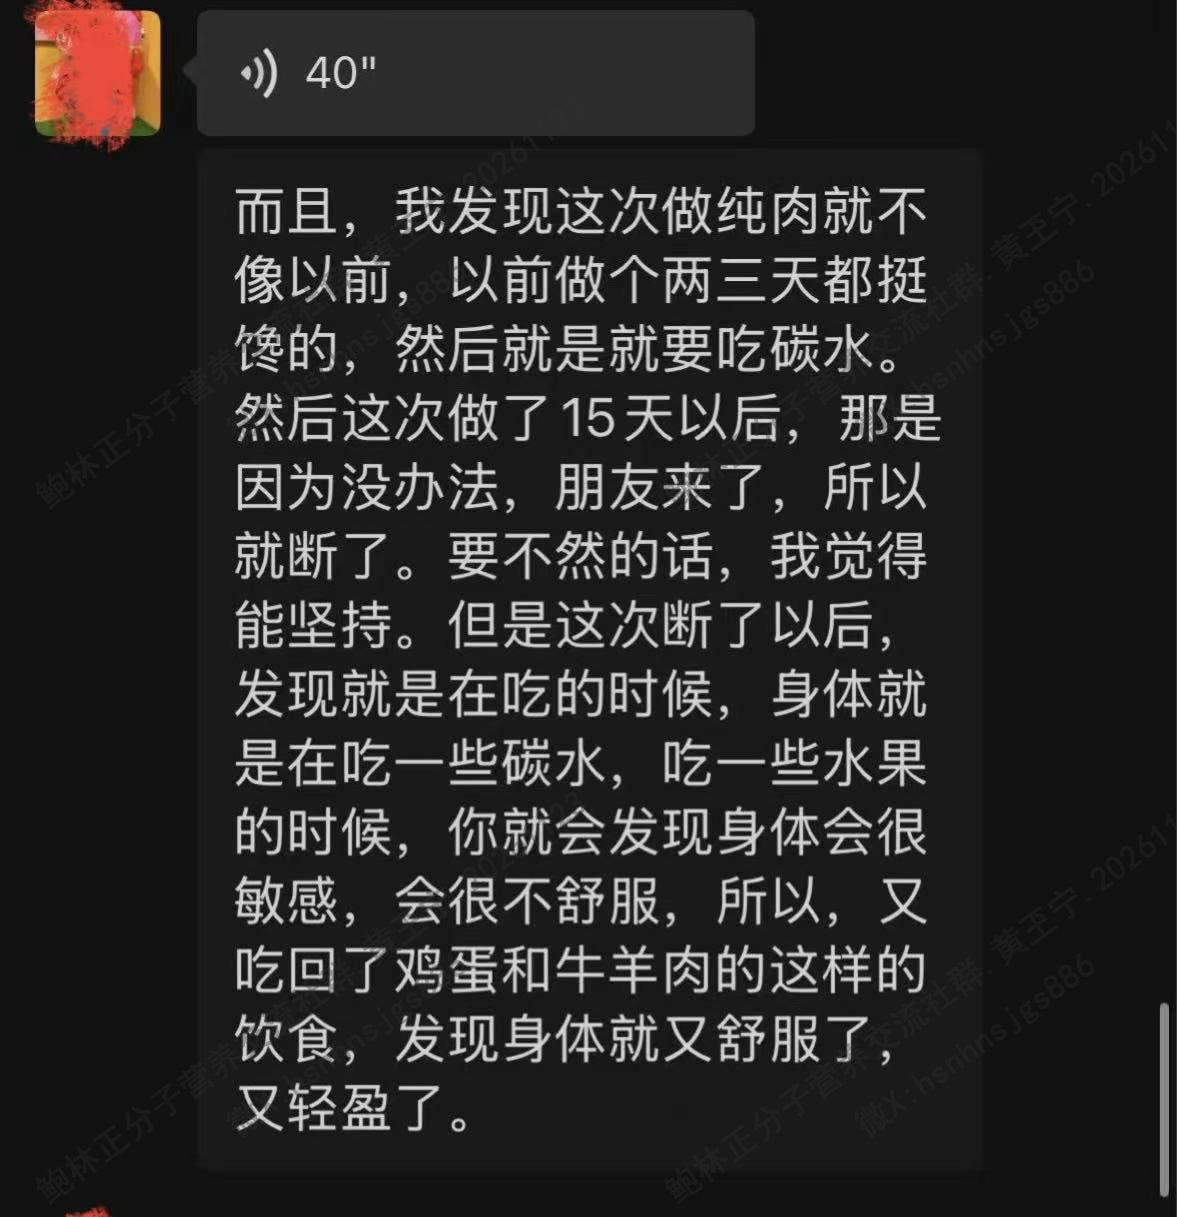 40"
而且，我发现这次做纯肉就不
像以前，以前做个两三天都挺
馋的，然后就是就要吃碳水。
然后这次做了15天以后，那是
因为没办法，朋友来了，所以
就断了。要不然的话，我觉得
能坚持。但是这次断了以后，
发现就是在吃的时候，身体就
是在吃一些碳水，吃一些水果
的时候，你就会发现身体会很
敏感，会很不舒服，所以，又
吃回了鸡蛋和牛羊肉的这样的
饮食，发现身体就又舒服了，
又轻盈了。